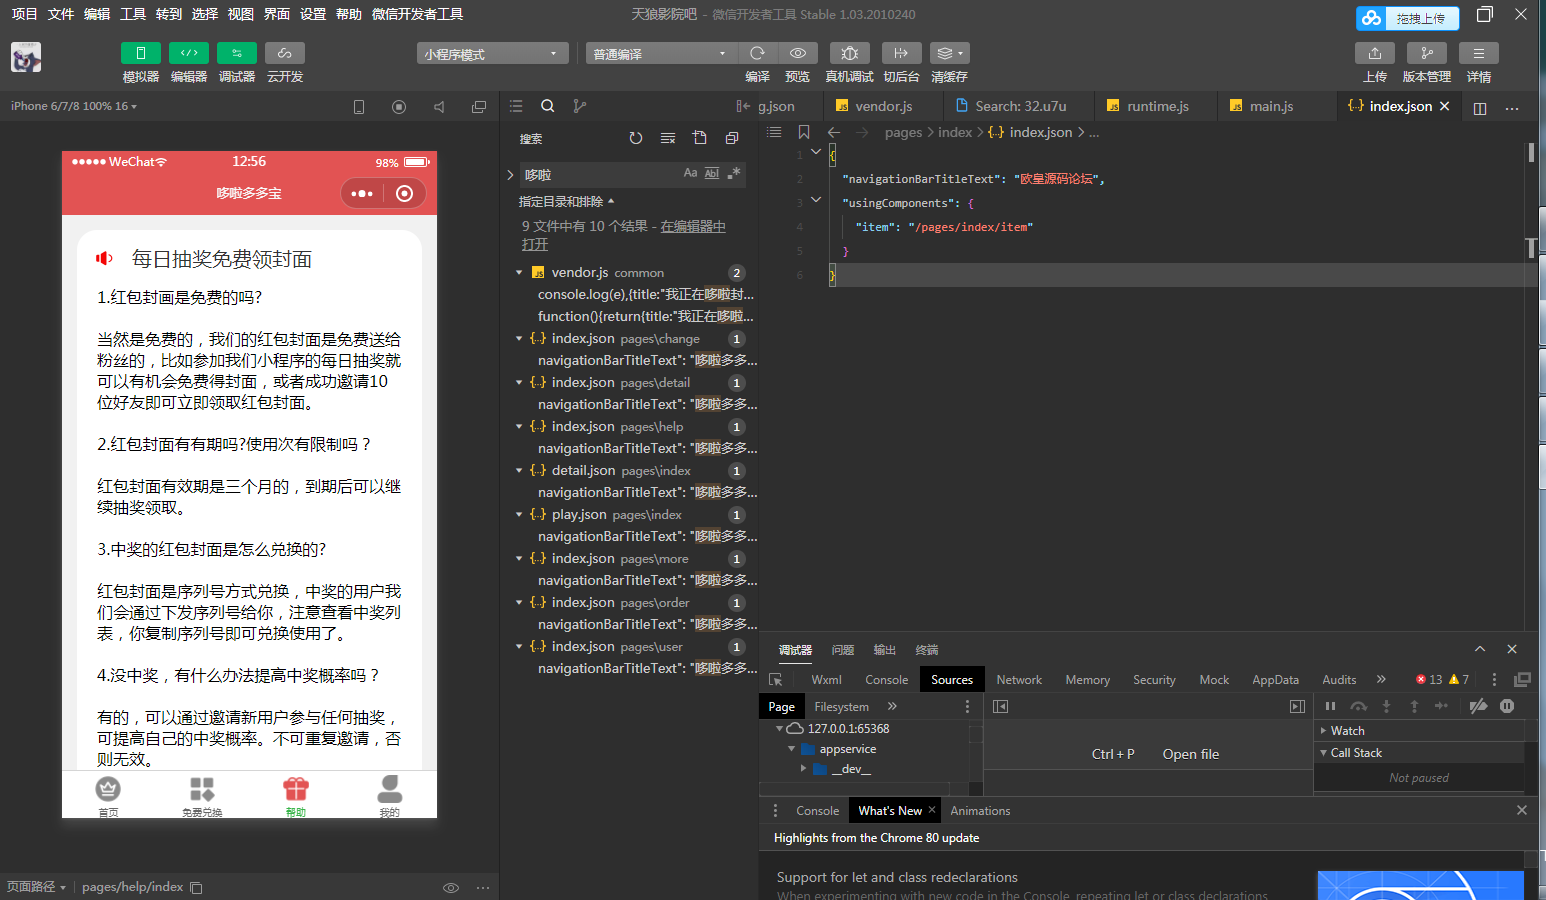 项目 文件 编辑 工具 转到 选择 视图 界面 设置 帮助 微信开发者工具
天狼影院吧 - 微信开发者工具 Stable 1.03.2010240
拖拽上传
模拟器 编辑器 调试器 云开发
小程序模式
普通编译
编译 预览 真机调试 切后台 清缓存
上传 版本管理 详情
iPhone 6/7/8 100% 16
WeChat
12:56
98%
哆啦多多宝
每日抽奖免费领封面
1.红包封画是免费的吗?
当然是免费的，我们的红包封面是免费送给
粉丝的，比如参加我们小程序的每日抽奖就
可以有机会免费得封面，或者成功邀请10
位好友即可立即领取红包封面。
2.红包封面有有期吗?使用次有限制吗？
红包封面有效期是三个月的，到期后可以继
续抽奖领取。
3.中奖的红包封面是怎么兑换的?
红包封面是序列号方式兑换，中奖的用户我
们会通过下发序列号给你，注意查看中奖列
表，你复制序列号即可兑换使用了。
4.没中奖，有什么办法提高中奖概率吗？
有的，可以通过邀请新用户参与任何抽奖，
可提高自己的中奖概率。不可重复邀请，否
则无效。
首页 免费兑换 帮助 我的
页面路径 pages/help/index
搜索
哆啦
Aa Abl .*
指定目录和排除
9 文件中有 10 个结果 - 在编辑器中
打开
vendor.js common 2
console.log(e),{title:"我正在哆啦封...
function(){return{title:"我正在哆啦...
index.json pages\change 1
navigationBarTitleText": "哆啦多多...
index.json pages\detail 1
navigationBarTitleText": "哆啦多多...
index.json pages\help 1
navigationBarTitleText": "哆啦多多...
detail.json pages\index 1
navigationBarTitleText": "哆啦多多...
play.json pages\index 1
navigationBarTitleText": "哆啦多多...
index.json pages\more 1
navigationBarTitleText": "哆啦多多...
index.json pages\order 1
navigationBarTitleText": "哆啦多多...
index.json pages\user 1
navigationBarTitleText": "哆啦多多...
g.json vendor.js Search: 32.u7u runtime.js main.js index.json
pages > index > {..} index.json > ...
1 {
2 "navigationBarTitleText": "欧皇源码论坛",
3 "usingComponents": {
4 "item": "/pages/index/item"
5 }
6 }
调试器 问题 输出 终端
Wxml Console Sources Network Memory Security Mock AppData Audits » 13 7
Page Filesystem »
127.0.0.1:65368
appservice
__dev__
Ctrl + P Open file
Watch
Call Stack
Not paused
Console What's New Animations
Highlights from the Chrome 80 update
Support for let and class redeclarations
When experimenting with new code in the Console, repeating let or class declarations